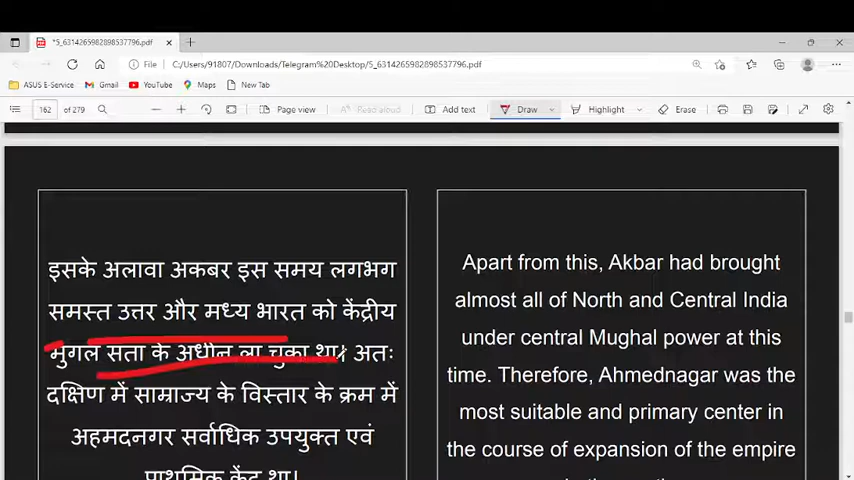 *5_6314265982898537796.pdf
File
C:/Users/91807/Downloads/Telegram%20Desktop/5_6314265982898537796.pdf
ASUS E-Service
Gmail
YouTube
Maps
New Tab
162 of 279
Page view
Read aloud
Add text
Draw
Highlight
Erase
इसके अलावा अकबर इस समय लगभग
समस्त उत्तर और मध्य भारत को केंद्रीय
मुगल सता के अधीन ला चुका था। अतः
दक्षिण में साम्राज्य के विस्तार के क्रम में
अहमदनगर सर्वाधिक उपयुक्त एवं
प्राथमिक केंद्र था।
Apart from this, Akbar had brought
almost all of North and Central India
under central Mughal power at this
time. Therefore, Ahmednagar was the
most suitable and primary center in
the course of expansion of the empire